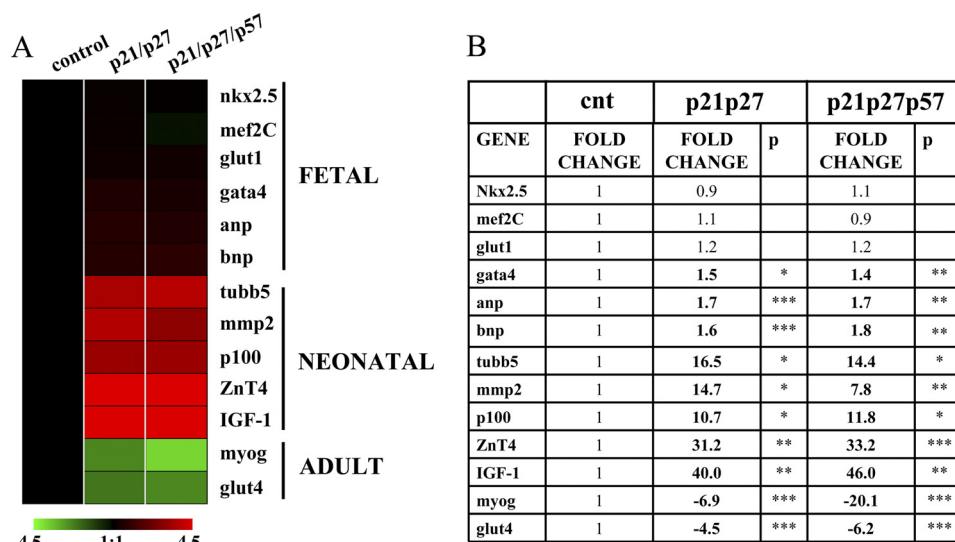 A
control p21/p27 p21/p27/p57
nkx2.5
mef2C
glut1
gata4
anp
bnp
FETAL
tubb5
mmp2
p100
ZnT4
IGF-1
NEONATAL
myog
glut4
ADULT
4.5 1:1 4.5
B
cnt p21p27 p21p27p57
GENE FOLD CHANGE FOLD CHANGE p FOLD CHANGE p
Nkx2.5 1 0.9 1.1
mef2C 1 1.1 0.9
glut1 1 1.2 1.2
gata4 1 1.5 * 1.4 **
anp 1 1.7 *** 1.7 **
bnp 1 1.6 *** 1.8 **
tubb5 1 16.5 * 14.4 *
mmp2 1 14.7 * 7.8 **
p100 1 10.7 * 11.8 *
ZnT4 1 31.2 ** 33.2 ***
IGF-1 1 40.0 ** 46.0 **
myog 1 -6.9 *** -20.1 ***
glut4 1 -4.5 *** -6.2 ***